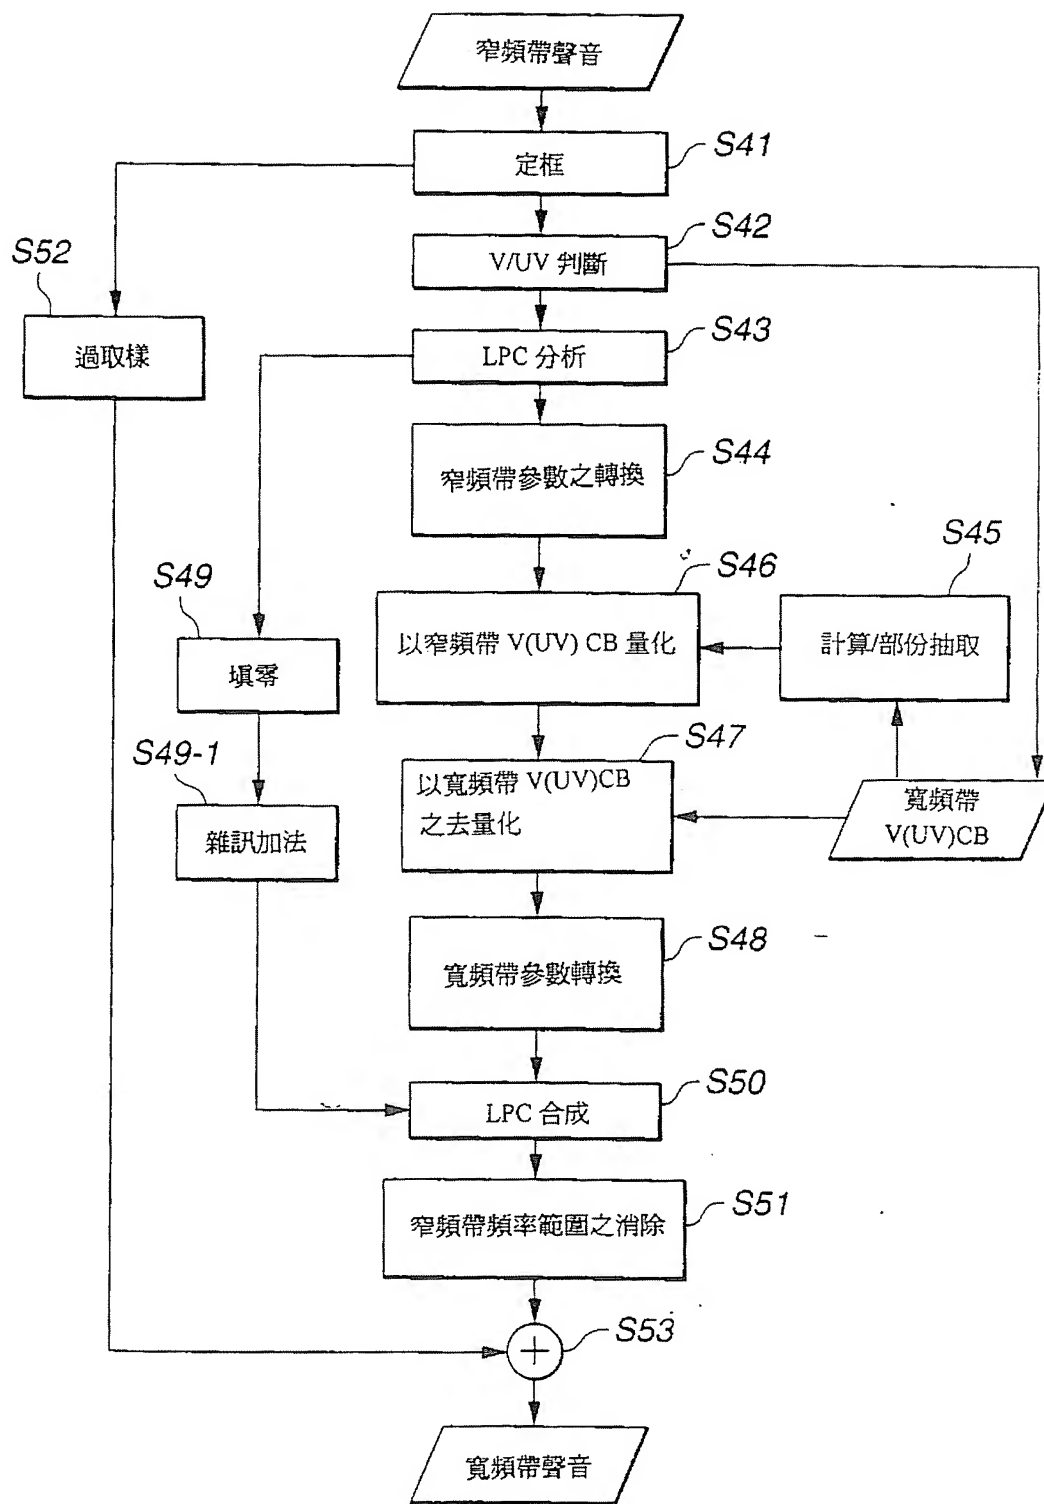 窄頻帶聲音
S41
定框
S42
V/UV 判斷
S52
過取樣
S43
LPC 分析
S44
窄頻帶參數之轉換
S45
計算/部份抽取
S46
以窄頻帶 V(UV) CB 量化
S49
填零
S47
以寬頻帶 V(UV)CB
之去量化
寬頻帶
V(UV)CB
S49-1
雜訊加法
S48
寬頻帶參數轉換
S50
LPC 合成
S51
窄頻帶頻率範圍之消除
S53
+
寬頻帶聲音